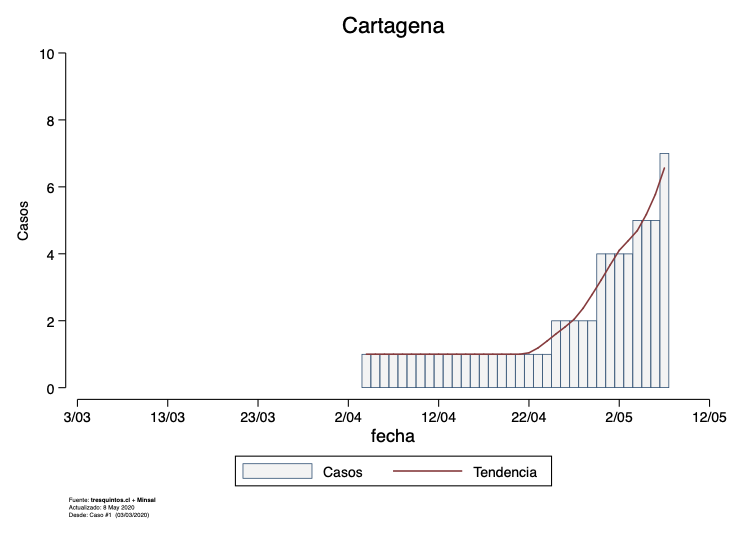 Cartagena
10
8
6
4
2
0
Casos
3/03 13/03 23/03 2/04 12/04 22/04 2/05 12/05
fecha
Casos Tendencia
Fuente: tresquintos.cl + Minsal
Actualizado: 8 May 2020
Desde: Caso #1 (03/03/2020)